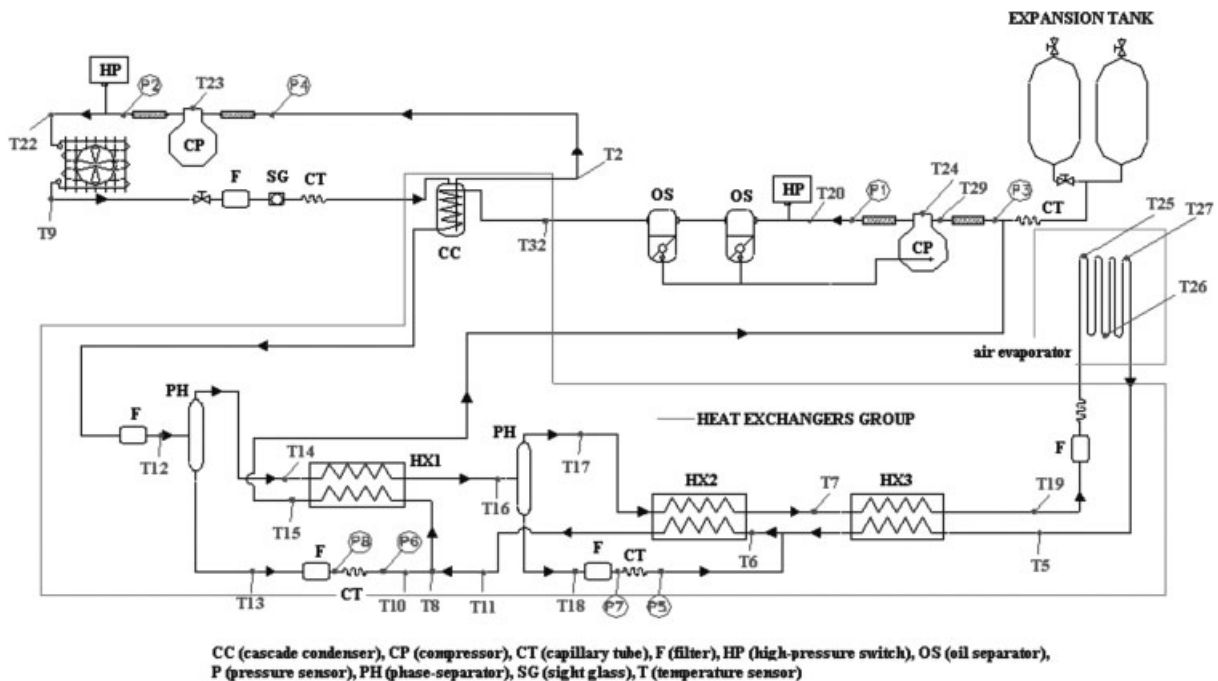 EXPANSION TANK
HP
P2
T23
P4
T22
CP
F
SG
CT
T2
T9
CC
T32
OS
OS
HP
T20
P1
T24
T29
P3
CT
CP
T25
T27
T26
air evaporator
PH
F
T12
T14
HX1
T15
T16
PH
T17
HEAT EXCHANGERS GROUP
HX2
T7
HX3
T19
F
T6
T5
F
P8
P6
T13
CT
T10
T8
T11
T18
F
CT
P7
P5
CC (cascade condenser), CP (compressor), CT (capillary tube), F (filter), HP (high-pressure switch), OS (oil separator),
P (pressure sensor), PH (phase-separator), SG (sight glass), T (temperature sensor)